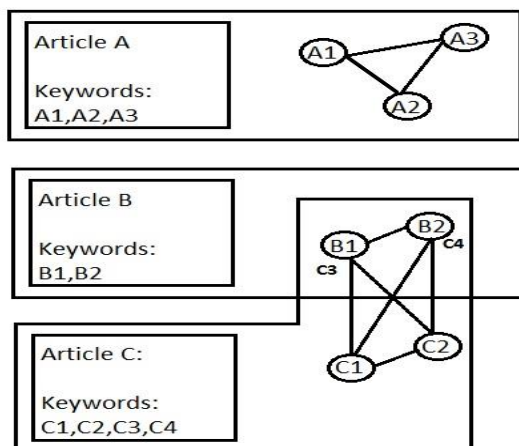 Article A
Keywords:
A1,A2,A3
A1
A3
A2
Article B
Keywords:
B1,B2
B1
B2
C3
C4
Article C:
Keywords:
C1,C2,C3,C4
C1
C2